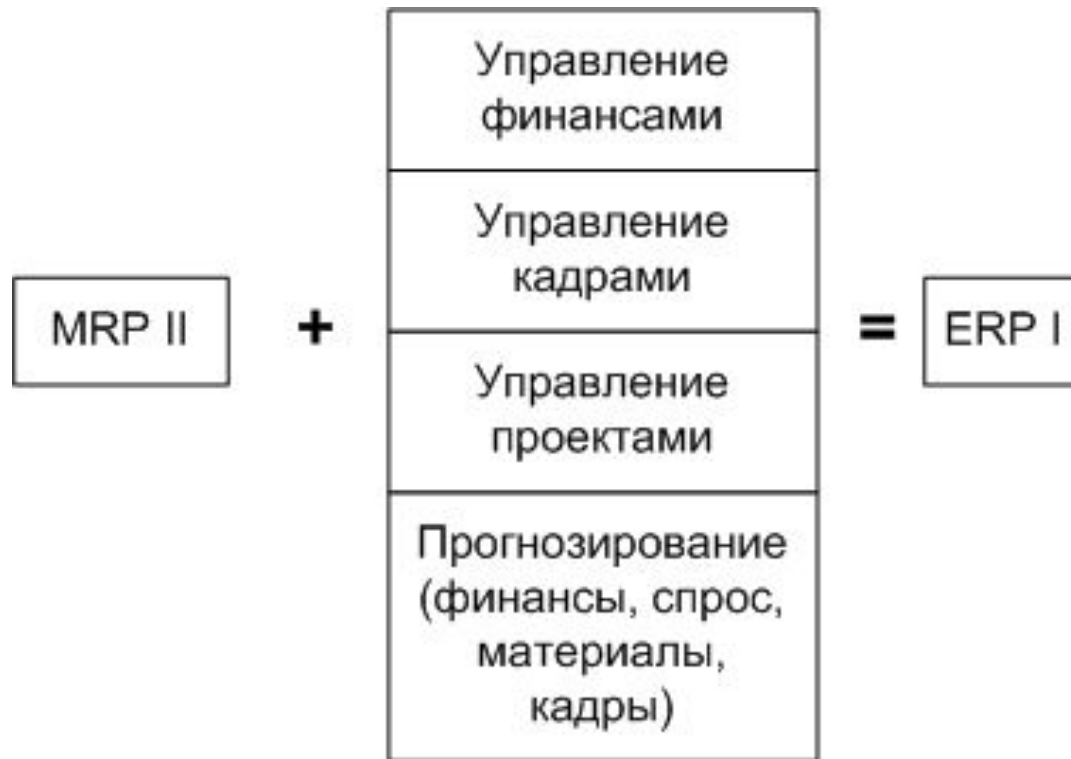 Управление
финансами
Управление
кадрами
MRP II
+
=
ERP I
Управление
проектами
Прогнозирование
(финансы, спрос,
материалы,
кадры)